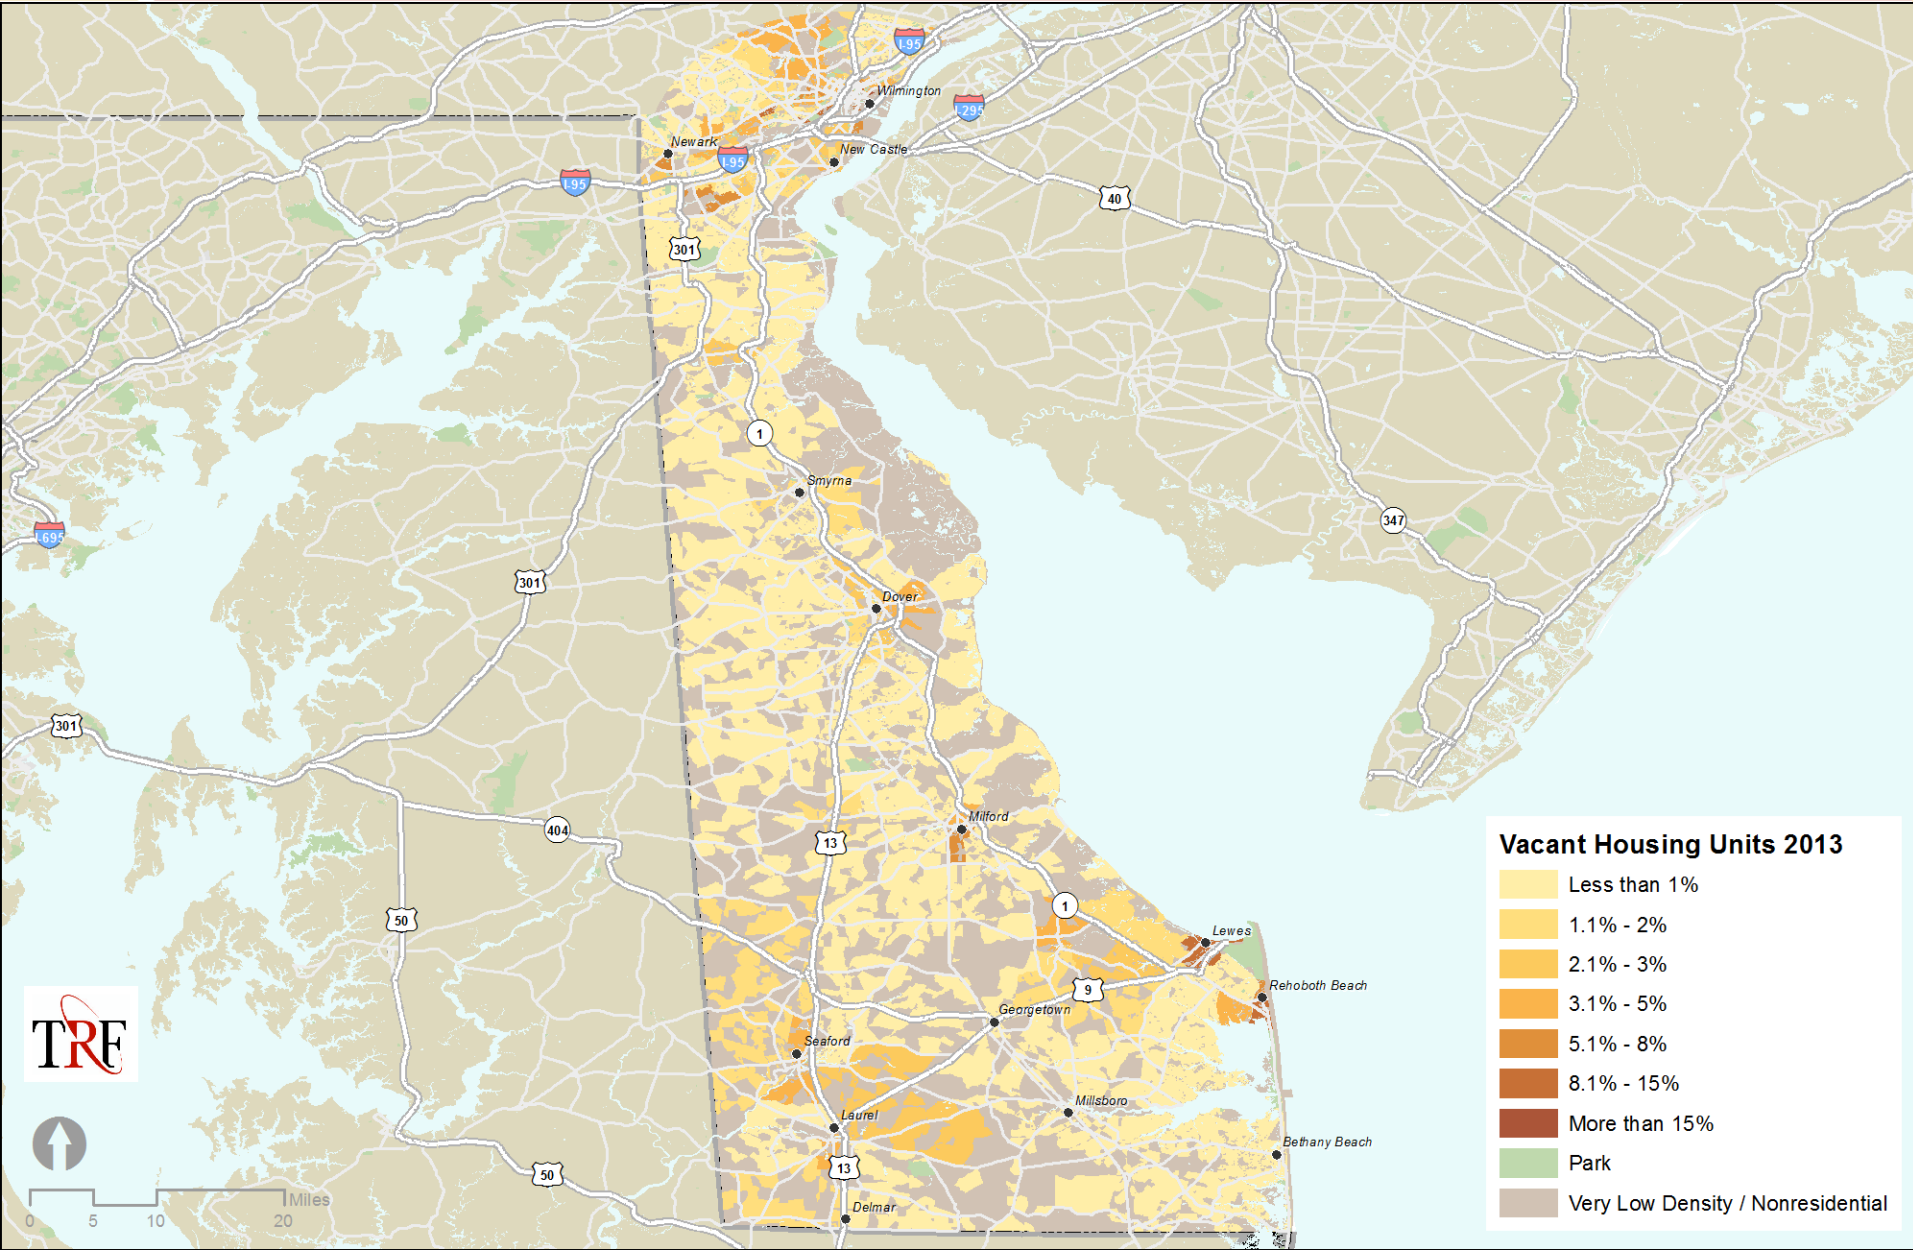 I-95
Wilmington
I-295
Newark
New Castle
I-95
I-95
40
301
1
Smyrna
347
I-695
301
Dover
301
Milford
404
13
1
50
Lewes
Rehoboth Beach
9
Georgetown
Seaford
TRF
Millsboro
Laurel
Bethany Beach
13
50
Delmar
Miles
0 5 10 20
Vacant Housing Units 2013
Less than 1%
1.1% - 2%
2.1% - 3%
3.1% - 5%
5.1% - 8%
8.1% - 15%
More than 15%
Park
Very Low Density / Nonresidential